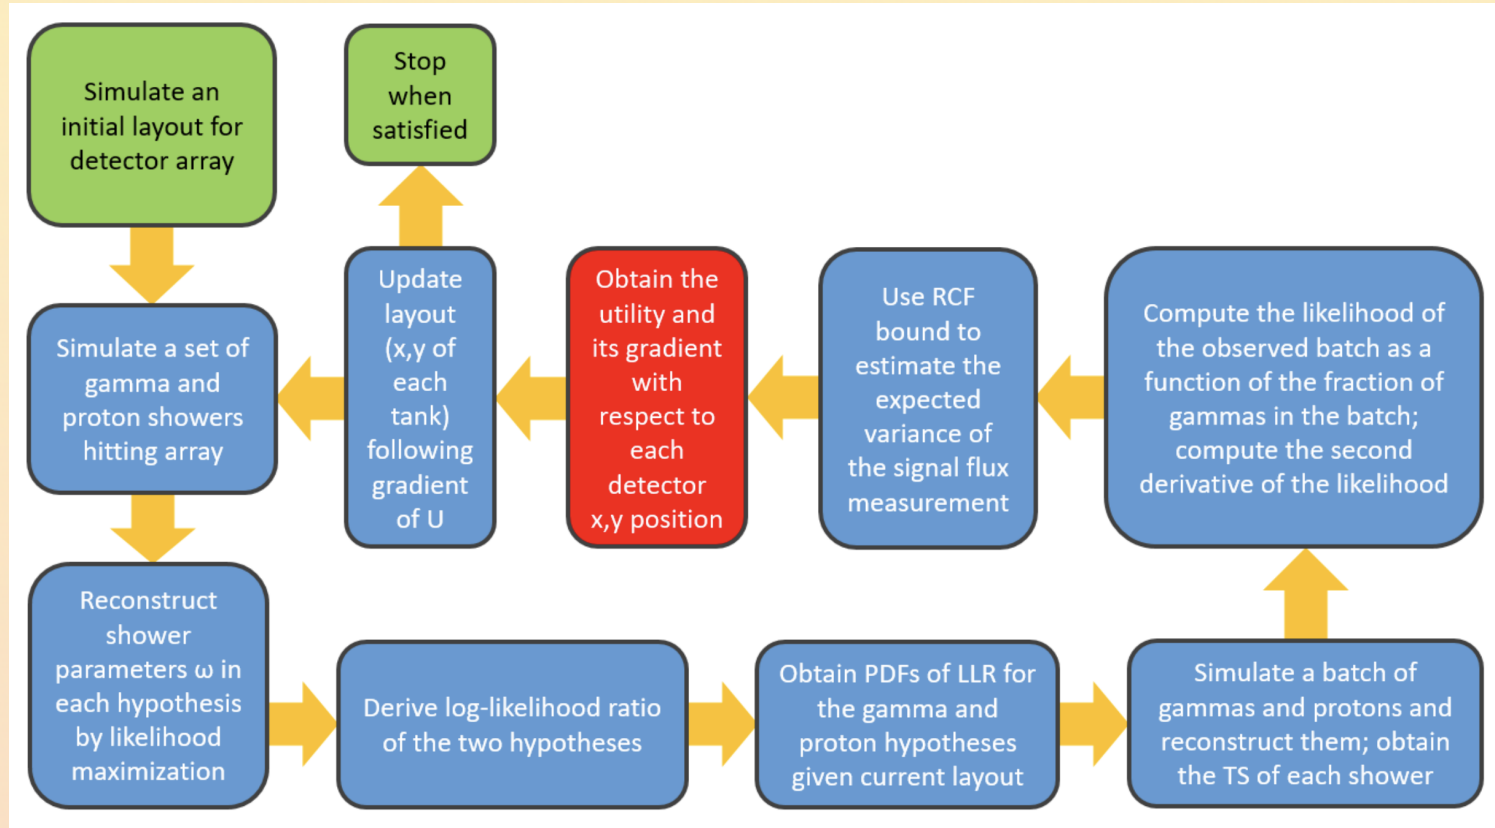 Simulate an
initial layout for
detector array
Stop
when
satisfied
Simulate a set of
gamma and
proton showers
hitting array
Update
layout
(x,y of
each
tank)
following
gradient
of U
Obtain the
utility and
its gradient
with
respect to
each
detector
x,y position
Use RCF
bound to
estimate the
expected
variance of
the signal flux
measurement
Compute the likelihood of
the observed batch as a
function of the fraction of
gammas in the batch;
compute the second
derivative of the likelihood
Reconstruct
shower
parameters ω in
each hypothesis
by likelihood
maximization
Derive log-likelihood ratio
of the two hypotheses
Obtain PDFs of LLR for
the gamma and
proton hypotheses
given current layout
Simulate a batch of
gammas and protons and
reconstruct them; obtain
the TS of each shower